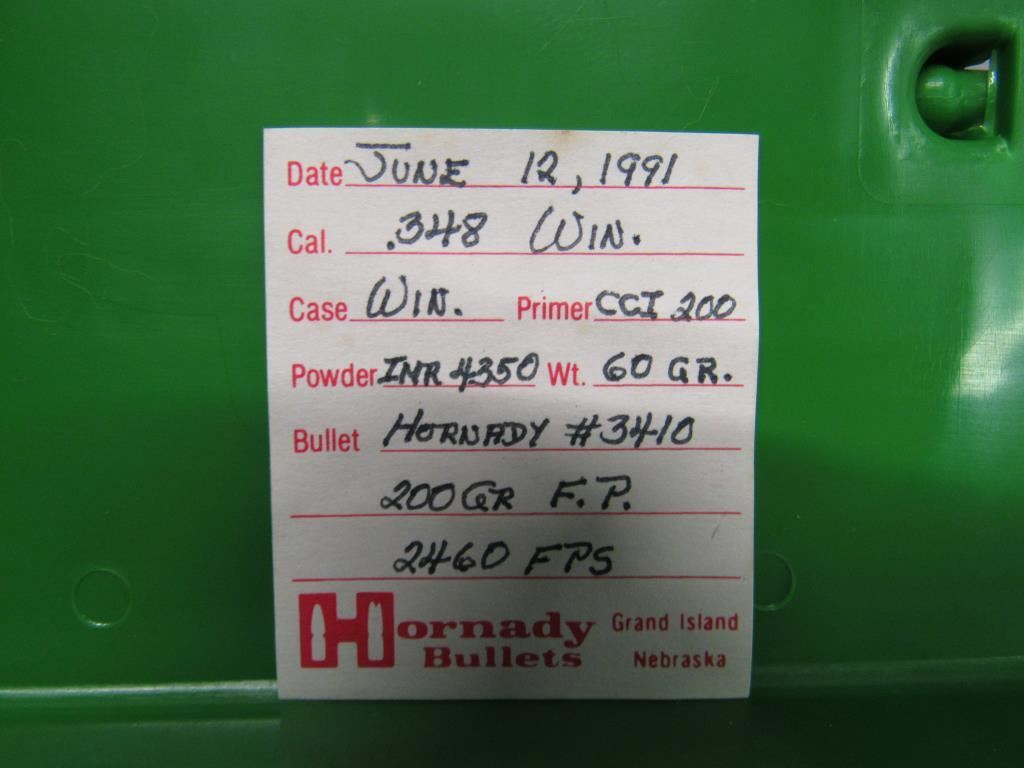 Date JUNE 12, 1991
Cal. .348 WIN.
Case WIN. Primer CCI 200
Powder IMR 4350 Wt. 60 GR.
Bullet HORNADY #3410
200 GR F.P.
2460 FPS
Hornady Bullets
Grand Island
Nebraska